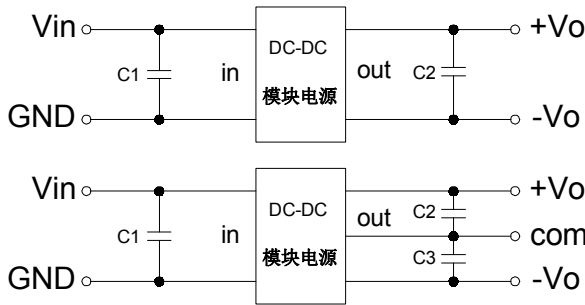 Vin
DC-DC
+Vo
C1
in
out
C2
模块电源
GND
-Vo
Vin
DC-DC
+Vo
C1
in
out
C2
com
模块电源
C3
GND
-Vo